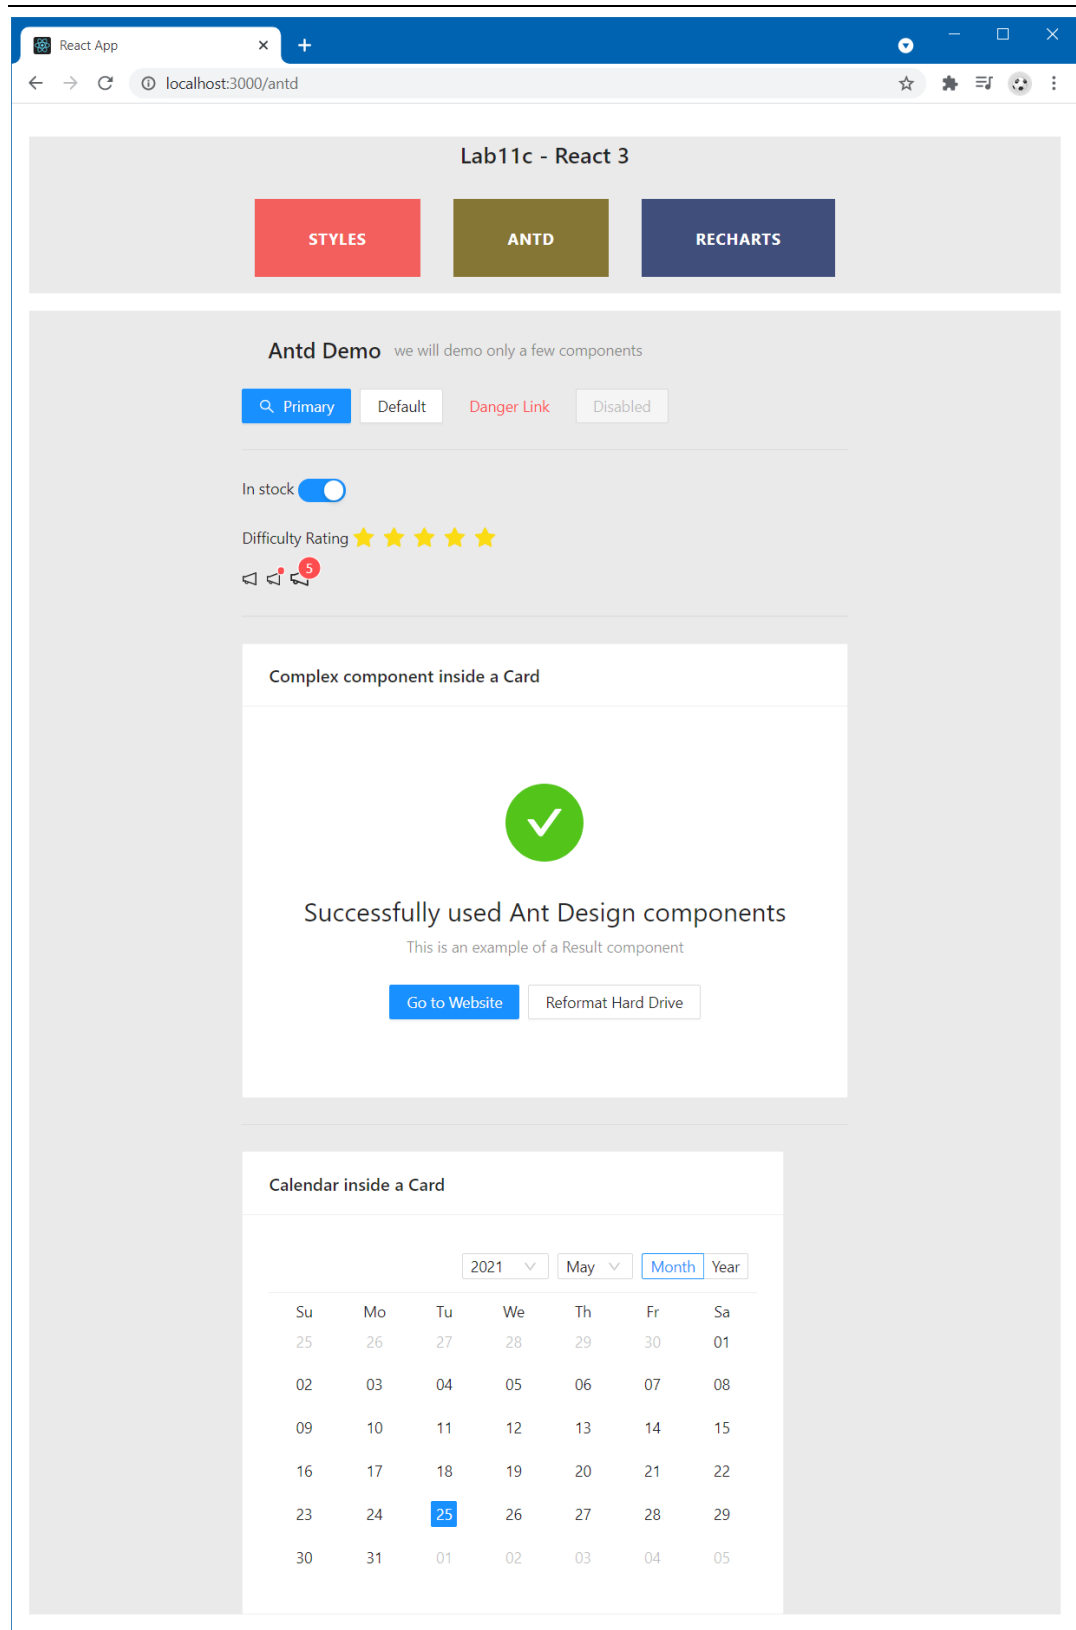 React App
localhost:3000/antd
Lab11c - React 3
STYLES ANTD RECHARTS
Antd Demo we will demo only a few components
Primary Default Danger Link Disabled
In stock
Difficulty Rating
5
Complex component inside a Card
Successfully used Ant Design components
This is an example of a Result component
Go to Website Reformat Hard Drive
Calendar inside a Card
2021 May Month Year
Su Mo Tu We Th Fr Sa
25 26 27 28 29 30 01
02 03 04 05 06 07 08
09 10 11 12 13 14 15
16 17 18 19 20 21 22
23 24 25 26 27 28 29
30 31 01 02 03 04 05